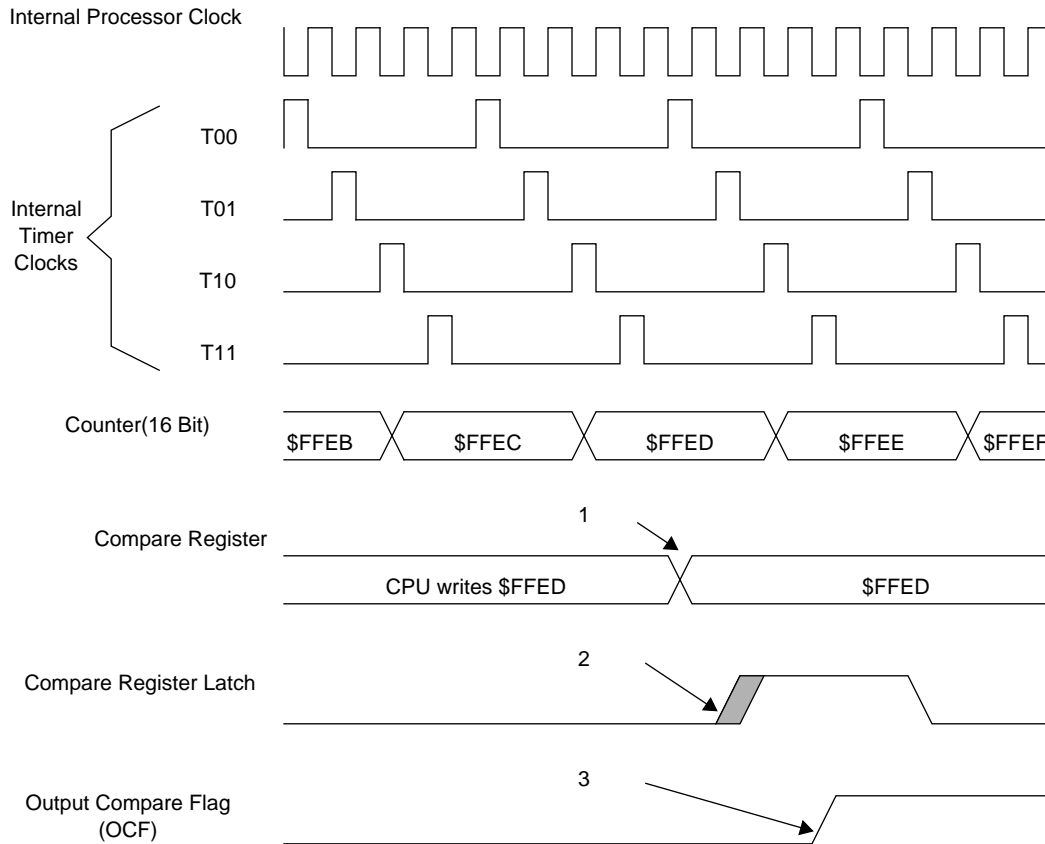 Internal Processor Clock
T00
T01
Internal
Timer
Clocks
T10
T11
Counter(16 Bit)
$FFEB
$FFEC
$FFED
$FFEE
$FFEF
1
Compare Register
CPU writes $FFED
$FFED
2
Compare Register Latch
3
Output Compare Flag
(OCF)